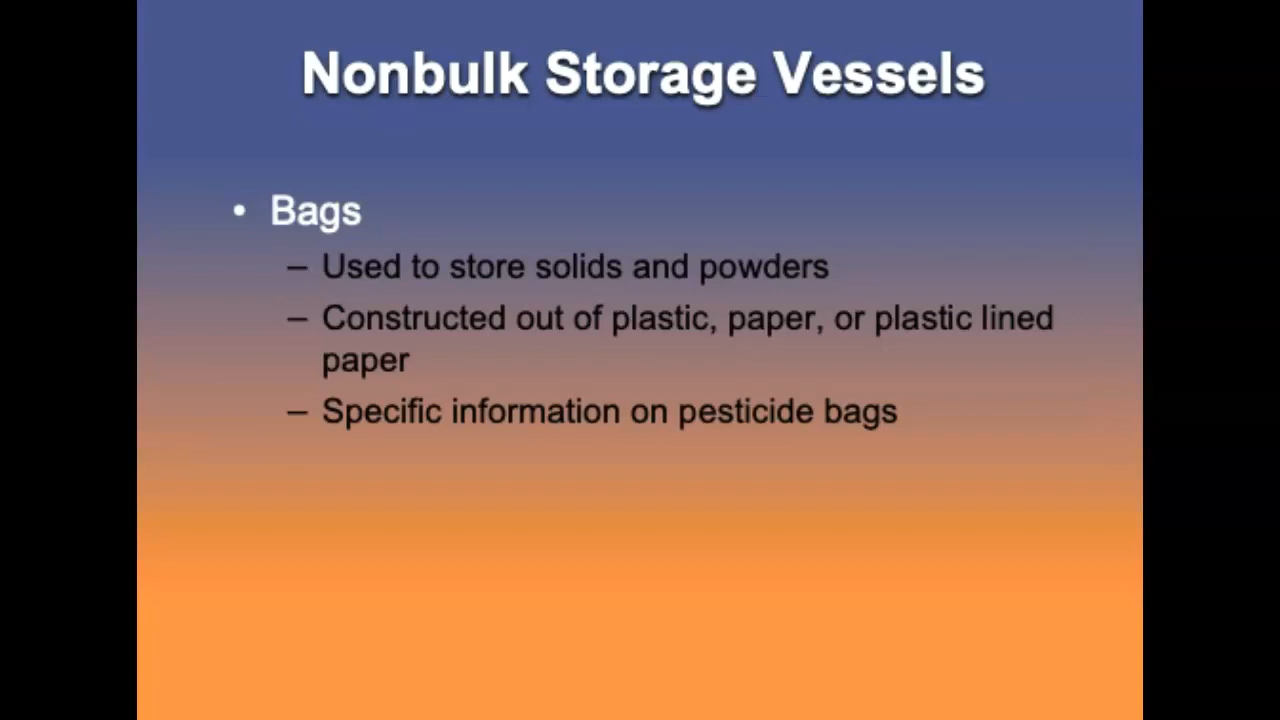 Nonbulk Storage Vessels
• Bags
– Used to store solids and powders
– Constructed out of plastic, paper, or plastic lined
paper
– Specific information on pesticide bags